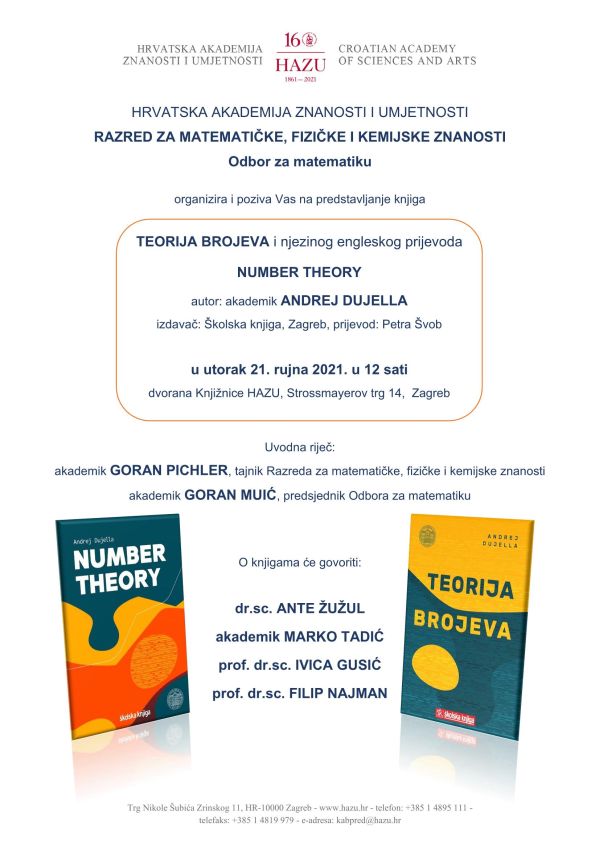 HRVATSKA AKADEMIJA
ZNANOSTI I UMJETNOSTI
160
HAZU
1861—2021
CROATIAN ACADEMY
OF SCIENCES AND ARTS
HRVATSKA AKADEMIJA ZNANOSTI I UMJETNOSTI
RAZRED ZA MATEMATIČKE, FIZIČKE I KEMIJSKE ZNANOSTI
Odbor za matematiku
organizira i poziva Vas na predstavljanje knjiga
TEORIJA BROJEVA i njezinog engleskog prijevoda
NUMBER THEORY
autor: akademik ANDREJ DUJELLA
izdavač: Školska knjiga, Zagreb, prijevod: Petra Švob
u utorak 21. rujna 2021. u 12 sati
dvorana Knjižnice HAZU, Strossmayerov trg 14, Zagreb
Uvodna riječ:
akademik GORAN PICHLER, tajnik Razreda za matematičke, fizičke i kemijske znanosti
akademik GORAN MUIĆ, predsjednik Odbora za matematiku
Andrej Dujella
NUMBER
THEORY
školska knjiga
O knjigama će govoriti:
dr.sc. ANTE ŽUŽUL
akademik MARKO TADIĆ
prof. dr.sc. IVICA GUSIĆ
prof. dr.sc. FILIP NAJMAN
ANDREJ
DUJELLA
TEORIJA
BROJEVA
školska knjiga
Trg Nikole Šubića Zrinskog 11, HR-10000 Zagreb - www.hazu.hr - telefon: +385 1 4895 111 -
telefaks: +385 1 4819 979 - e-adresa: kabpred@hazu.hr